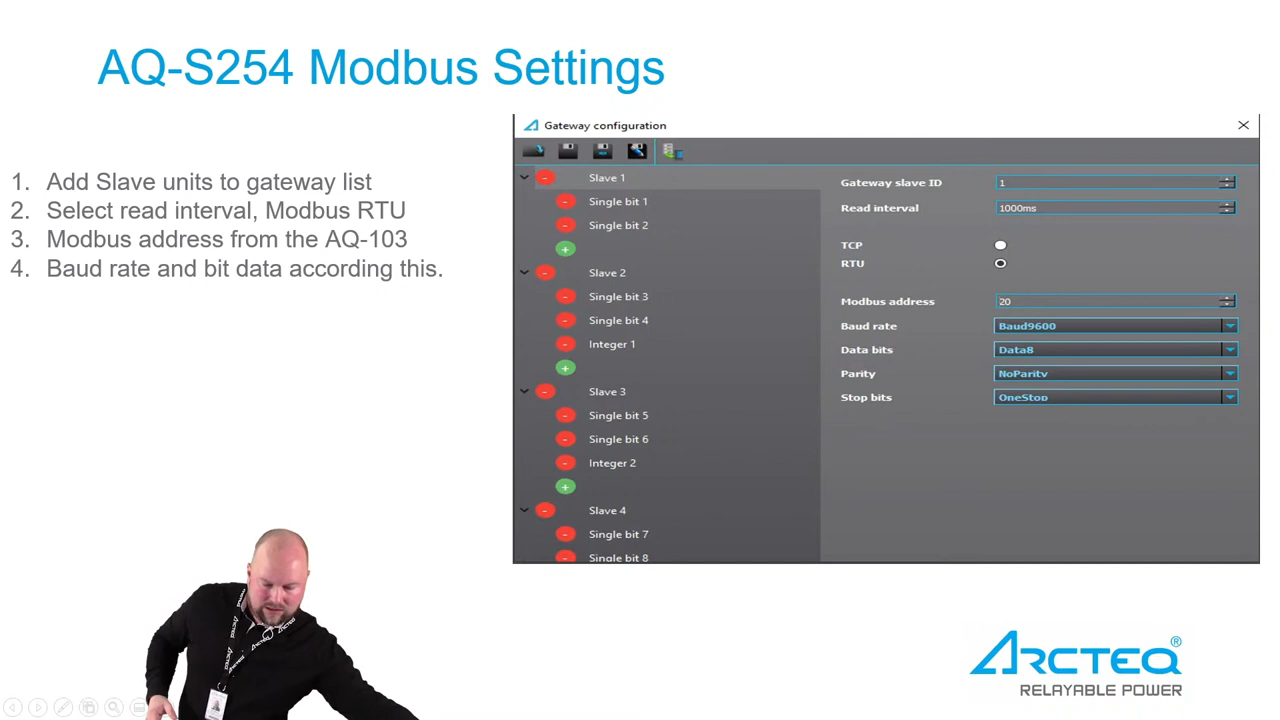 AQ-S254 Modbus Settings
1. Add Slave units to gateway list
2. Select read interval, Modbus RTU
3. Modbus address from the AQ-103
4. Baud rate and bit data according this.
Gateway configuration
Slave 1
Single bit 1
Single bit 2
Slave 2
Single bit 3
Single bit 4
Integer 1
Slave 3
Single bit 5
Single bit 6
Integer 2
Slave 4
Single bit 7
Single bit 8
Gateway slave ID 1
Read interval 1000ms
TCP
RTU
Modbus address 20
Baud rate Baud9600
Data bits Data8
Parity NoParity
Stop bits OneStop
ARCTEQ®
RELAYABLE POWER